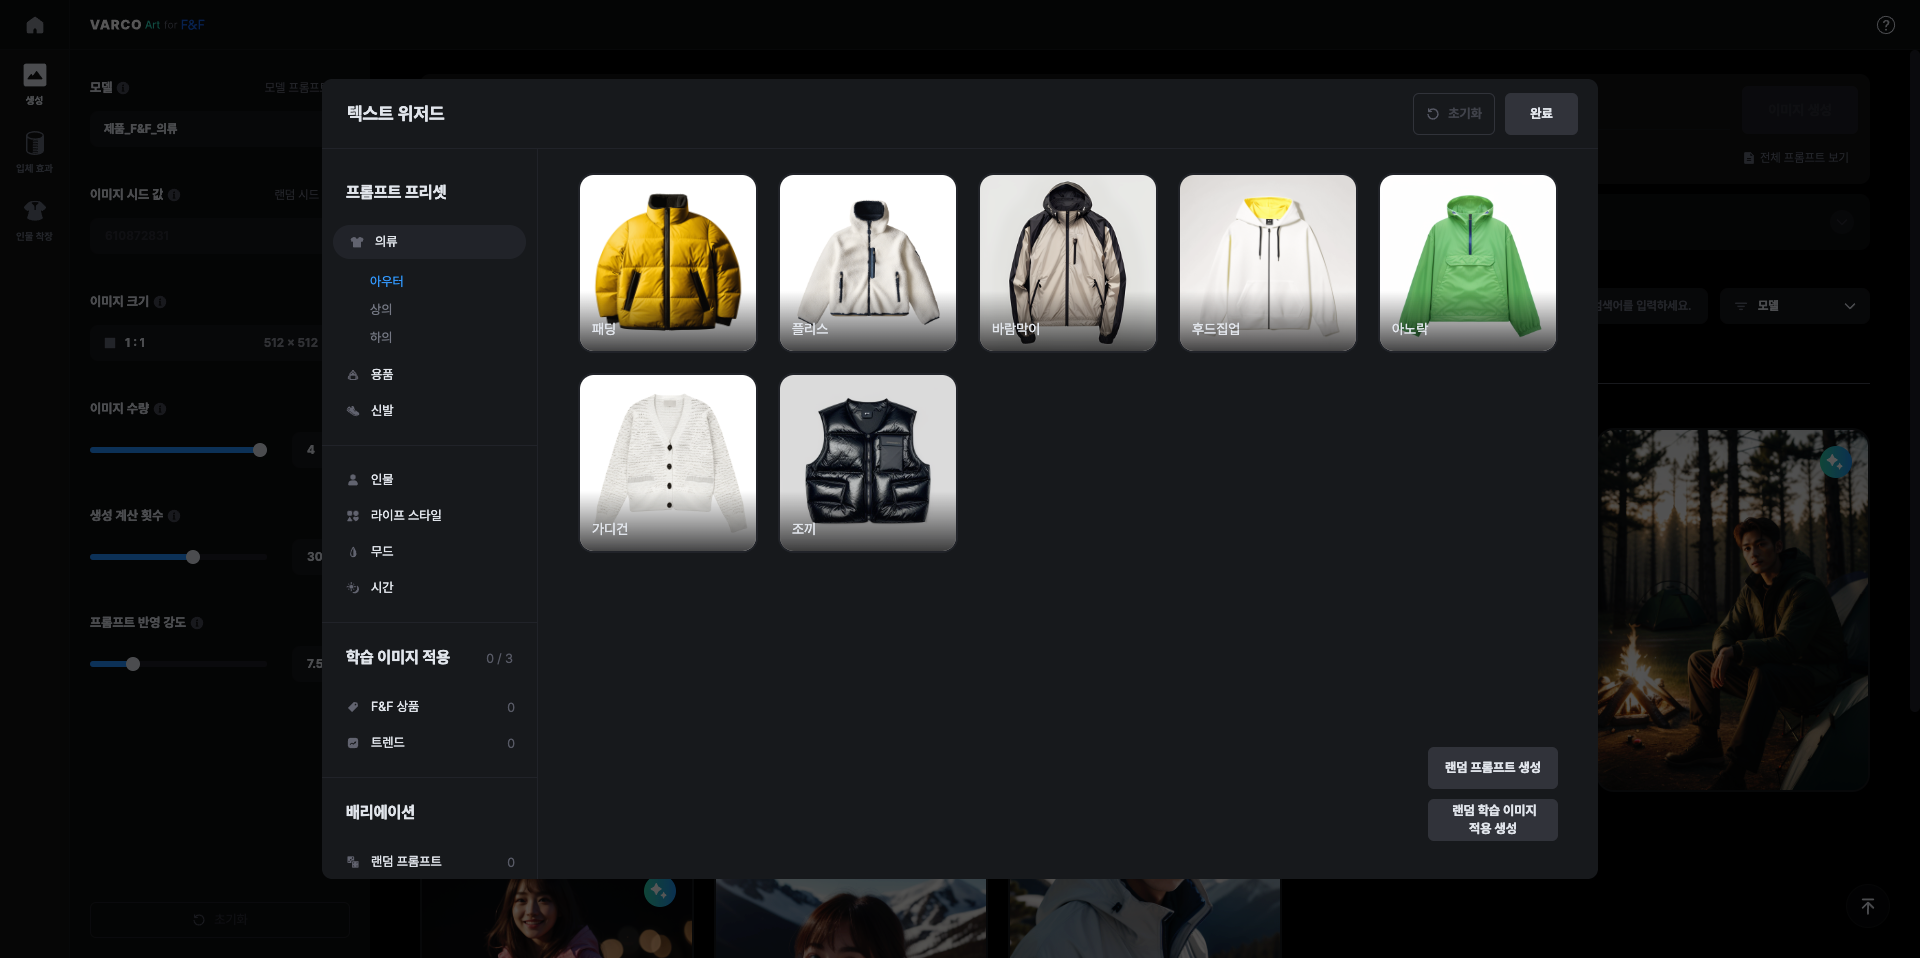 VARCO Art for F&F
생성
입체 효과
인물 착장
모델
모델 프롬프트
제품_F&F_의류
이미지 시드 값
랜덤 시드
510872831
이미지 크기
1 : 1
512 × 512
이미지 수량
4
생성 계산 횟수
30
프롬프트 반영 강도
7.5
초기화
텍스트 위저드
초기화
완료
프롬프트 프리셋
의류
아우터
상의
하의
용품
신발
인물
라이프 스타일
무드
시간
학습 이미지 적용
0 / 3
F&F 상품
0
트렌드
0
배리에이션
랜덤 프롬프트
0
패딩
플리스
바람막이
후드집업
아노락
가디건
조끼
랜덤 프롬프트 생성
랜덤 학습 이미지
적용 생성
이미지 생성
전체 프롬프트 보기
입력하세요.
모델